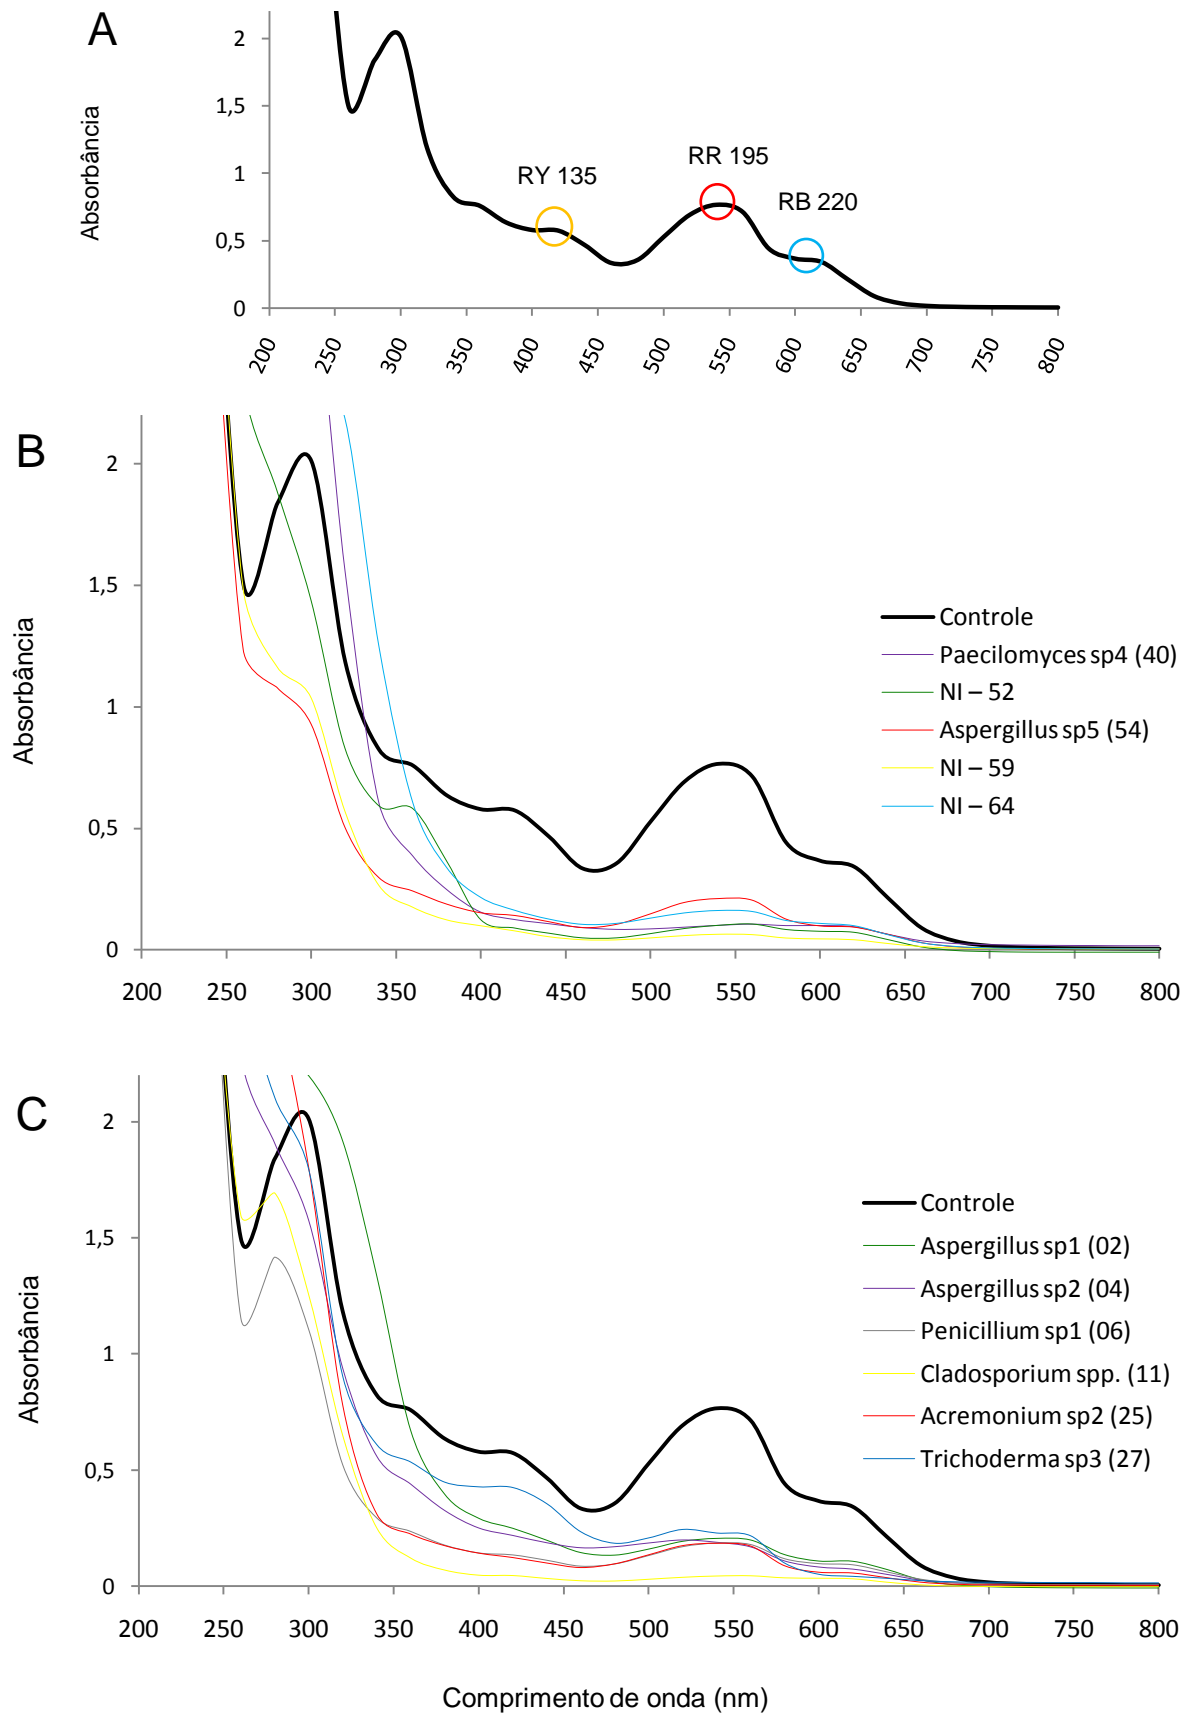 A
Absorbância
2
1,5
1
0,5
0
RY 135
RR 195
RB 220
200 250 300 350 400 450 500 550 600 650 700 750 800
B
Absorbância
2
1,5
1
0,5
0
Controle
Paecilomyces sp4 (40)
NI – 52
Aspergillus sp5 (54)
NI – 59
NI – 64
200 250 300 350 400 450 500 550 600 650 700 750 800
C
Absorbância
2
1,5
1
0,5
0
Controle
Aspergillus sp1 (02)
Aspergillus sp2 (04)
Penicillium sp1 (06)
Cladosporium spp. (11)
Acremonium sp2 (25)
Trichoderma sp3 (27)
200 250 300 350 400 450 500 550 600 650 700 750 800
Comprimento de onda (nm)